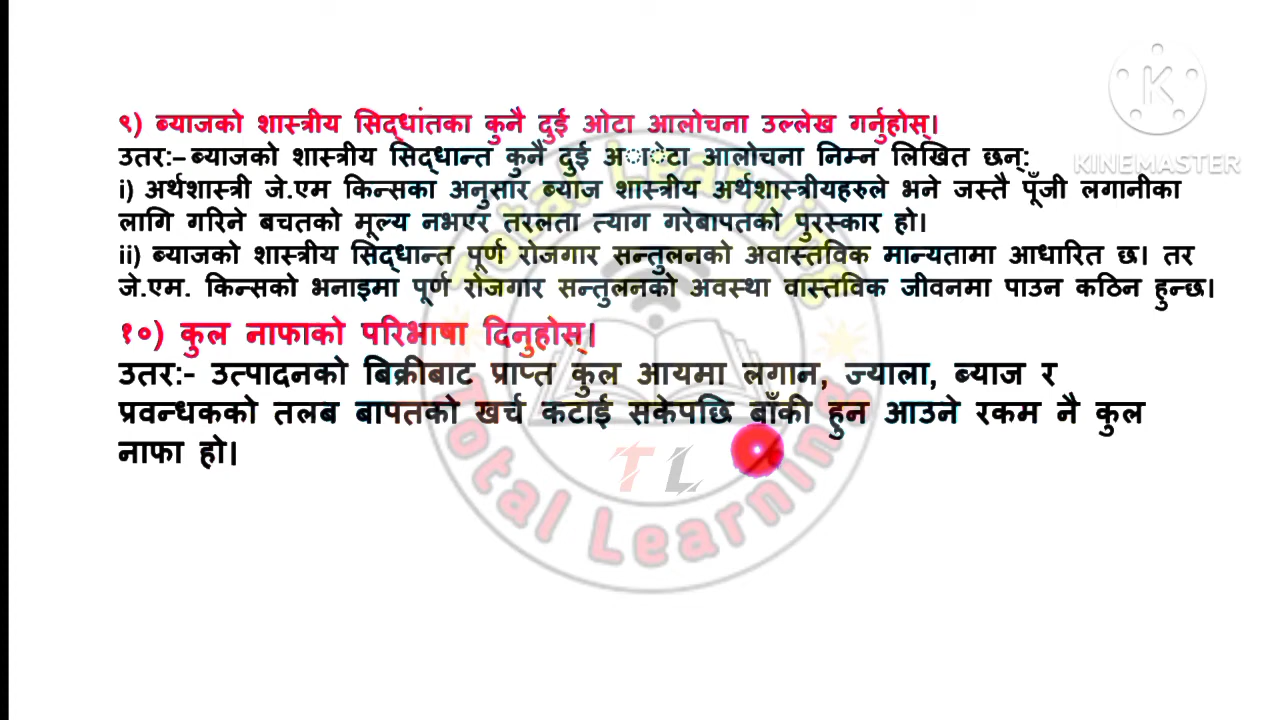 K
KINEMASTER
९) ब्याजको शास्त्रीय सिद्धांतका कुनै दुई ओटा आलोचना उल्लेख गर्नुहोस्।
उतर:– ब्याजको शास्त्रीय सिद्धान्त कुनै दुई अाेटा आलोचना निम्न लिखित छन्:
i) अर्थशास्त्री जे.एम किन्सका अनुसार ब्याज शास्त्रीय अर्थशास्त्रीयहरुले भने जस्तै पूँजी लगानीका
लागि गरिने बचतको मूल्य नभएर तरलता त्याग गरेबापतको पुरस्कार हो।
ii) ब्याजको शास्त्रीय सिद्धान्त पूर्ण रोजगार सन्तुलनको अवास्तविक मान्यतामा आधारित छ। तर
जे.एम. किन्सको भनाइमा पूर्ण रोजगार सन्तुलनको अवस्था वास्तविक जीवनमा पाउन कठिन हुन्छ।
१०) कुल नाफाको परिभाषा दिनुहोस्।
उतर:- उत्पादनको बिक्रीबाट प्राप्त कुल आयमा लगान, ज्याला, ब्याज र
प्रवन्धकको तलब बापतको खर्च कटाई सकेपछि बाँकी हुन आउने रकम नै कुल
नाफा हो।
Total Learning
TL
Total Learning